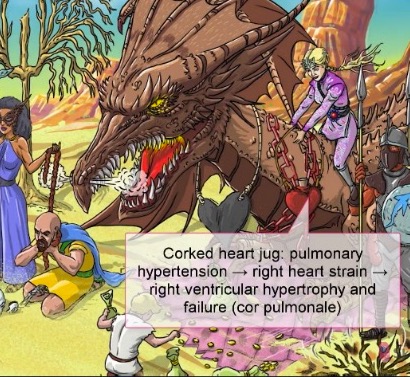 Corked heart jug: pulmonary
hypertension → right heart strain →
right ventricular hypertrophy and
failure (cor pulmonale)